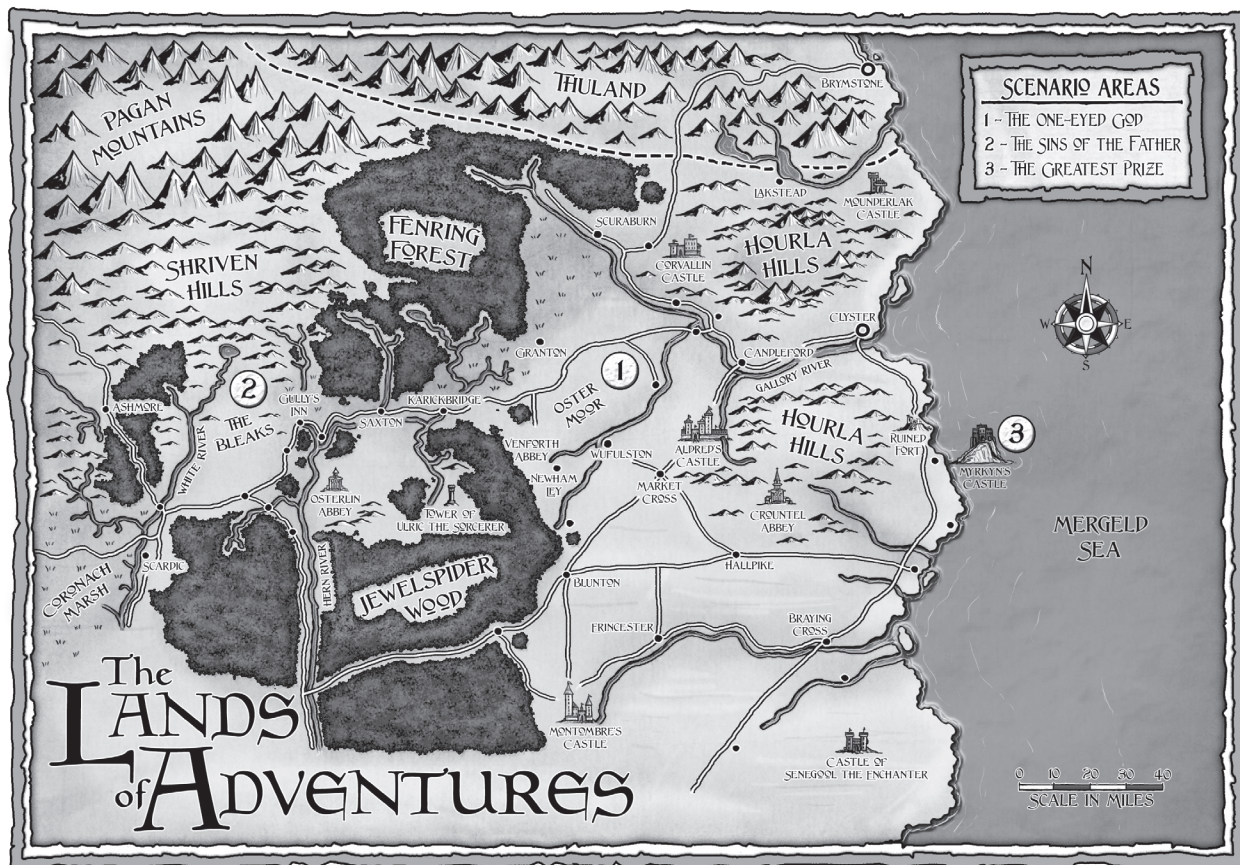 Pagan
Mountains
Thuland
Brymstone
Scenario Areas
1 - The One-Eyed God
2 - The Sins of the Father
3 - The Greatest Prize
Lakstead
Mounderlak
Castle
Scuraburn
Fenring
Forest
Hourla
Hills
Corvallin
Castle
Shriven
Hills
N
W
E
S
Clyster
Granton
Candleford
Gallory River
1
2
Oster
Moor
Ashmore
The
Bleaks
Gully's
Inn
Saxton
Karickbridge
White River
Venforth
Abbey
Newham
Ley
Wufulston
Aldred's
Castle
Hourla
Hills
Ruined
Fort
3
Myrkyn's
Castle
Market
Cross
Osterlin
Abbey
Tower of
Ulric the Sorcerer
Crountel
Abbey
Mergeld
Sea
Scardic
Coronach
Marsh
Hern River
Jewelspider
Wood
Blunton
Hallpike
Frincester
Braying
Cross
Montombre's
Castle
Castle of
Senegool the Enchanter
The
Lands
of Adventures
0 10 20 30 40
Scale in Miles